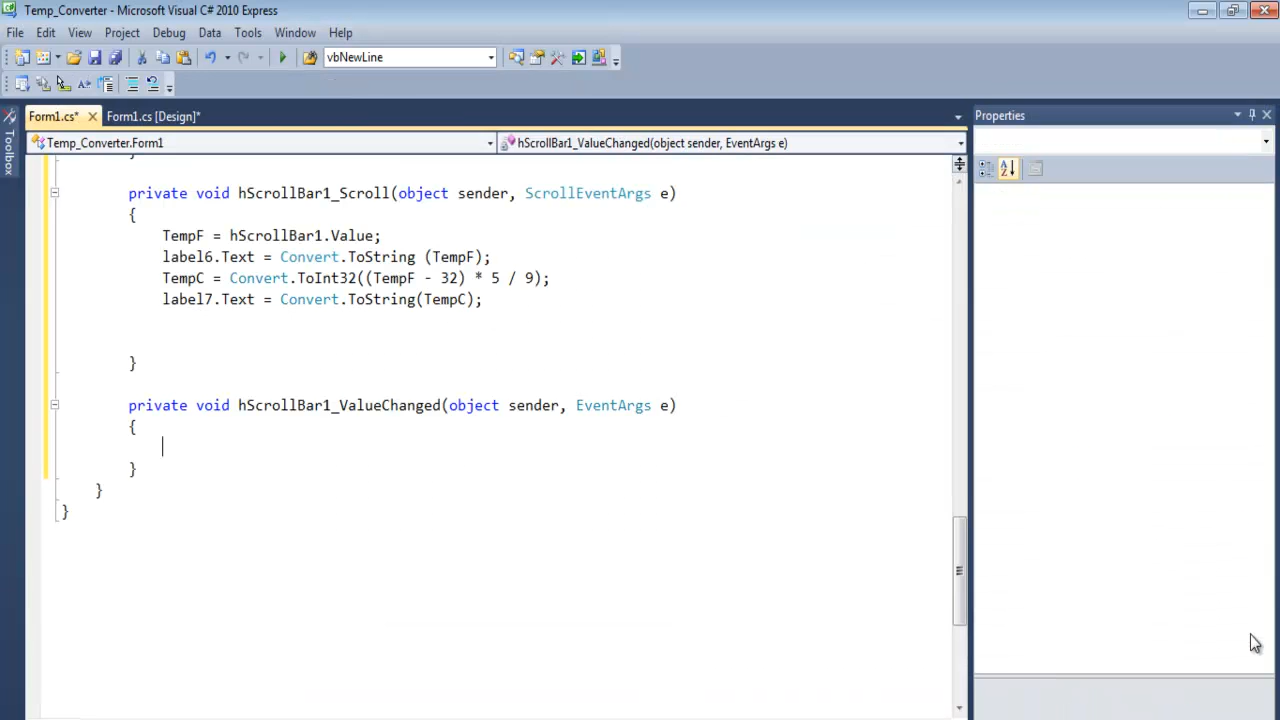 Temp_Converter - Microsoft Visual C# 2010 Express
File Edit View Project Debug Data Tools Window Help
vbNewLine
Form1.cs* Form1.cs [Design]*
Properties
Toolbox
Temp_Converter.Form1 hScrollBar1_ValueChanged(object sender, EventArgs e)
}
private void hScrollBar1_Scroll(object sender, ScrollEventArgs e)
{
TempF = hScrollBar1.Value;
label6.Text = Convert.ToString (TempF);
TempC = Convert.ToInt32((TempF - 32) * 5 / 9);
label7.Text = Convert.ToString(TempC);
}
private void hScrollBar1_ValueChanged(object sender, EventArgs e)
{
}
}
}